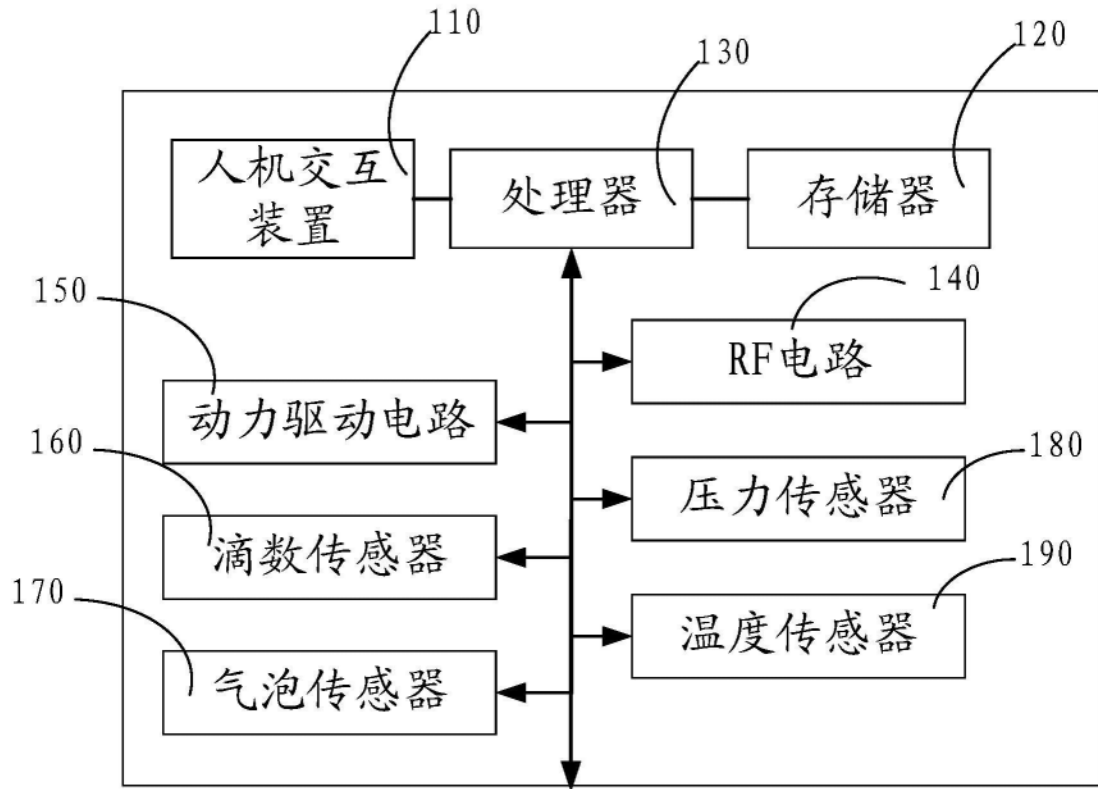 110
130
120
人机交互
装置
处理器
存储器
150
140
RF电路
动力驱动电路
160
180
压力传感器
滴数传感器
170
190
温度传感器
气泡传感器